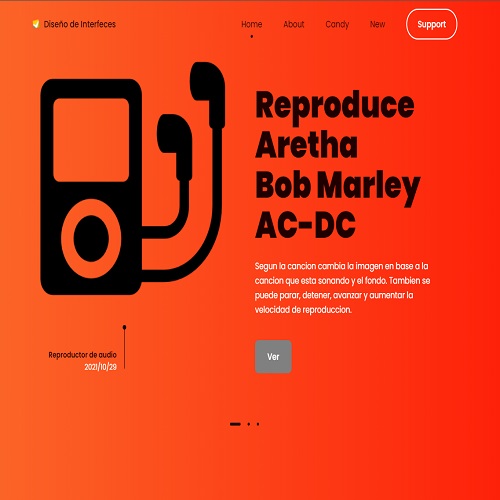 Diseño de Interfeces
Home
About
Candy
New
Support
Reproduce
Aretha
Bob Marley
AC-DC
Segun la cancion cambia la imagen en base a la
cancion que esta sonando y el fondo. Tambien se
puede parar, detener, avanzar y aumentar la
velocidad de reproduccion.
Ver
Reproductor de audio
2021/10/29